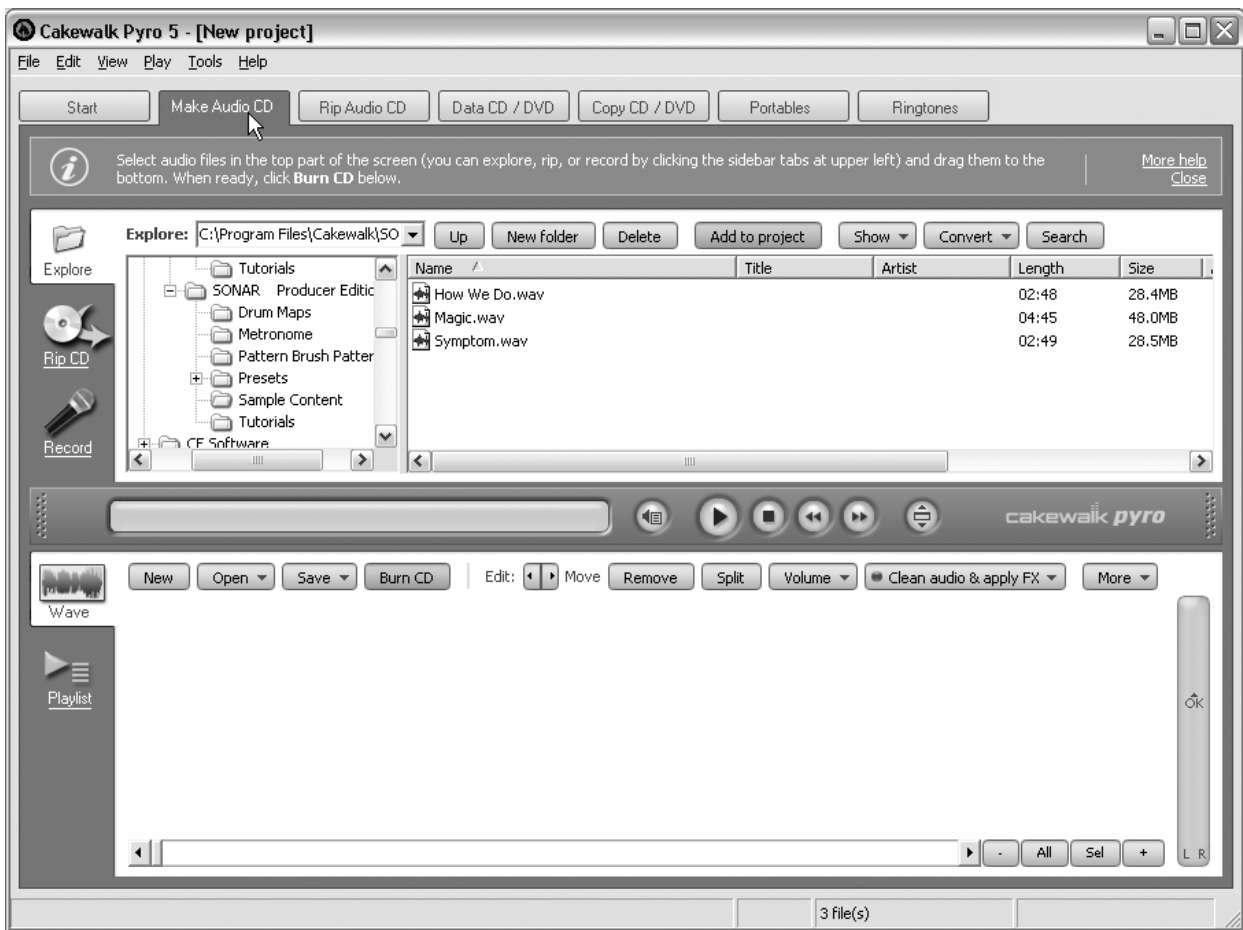 Cakewalk Pyro 5 - [New project]
File Edit View Play Tools Help
Start Make Audio CD Rip Audio CD Data CD / DVD Copy CD / DVD Portables Ringtones
Select audio files in the top part of the screen (you can explore, rip, or record by clicking the sidebar tabs at upper left) and drag them to the
bottom. When ready, click Burn CD below.
More help
Close
Explore
Rip CD
Record
Explore: C:\Program Files\Cakewalk\SO Up New folder Delete Add to project Show Convert Search
Tutorials
SONAR Producer Editic
Drum Maps
Metronome
Pattern Brush Patter
Presets
Sample Content
Tutorials
CE Software
Name Title Artist Length Size
How We Do.wav 02:48 28.4MB
Magic.wav 04:45 48.0MB
Symptom.wav 02:49 28.5MB
cakewalk pyro
Wave
Playlist
New Open Save Burn CD Edit: Move Remove Split Volume Clean audio & apply FX More
OK
- All Sel + L R
3 file(s)